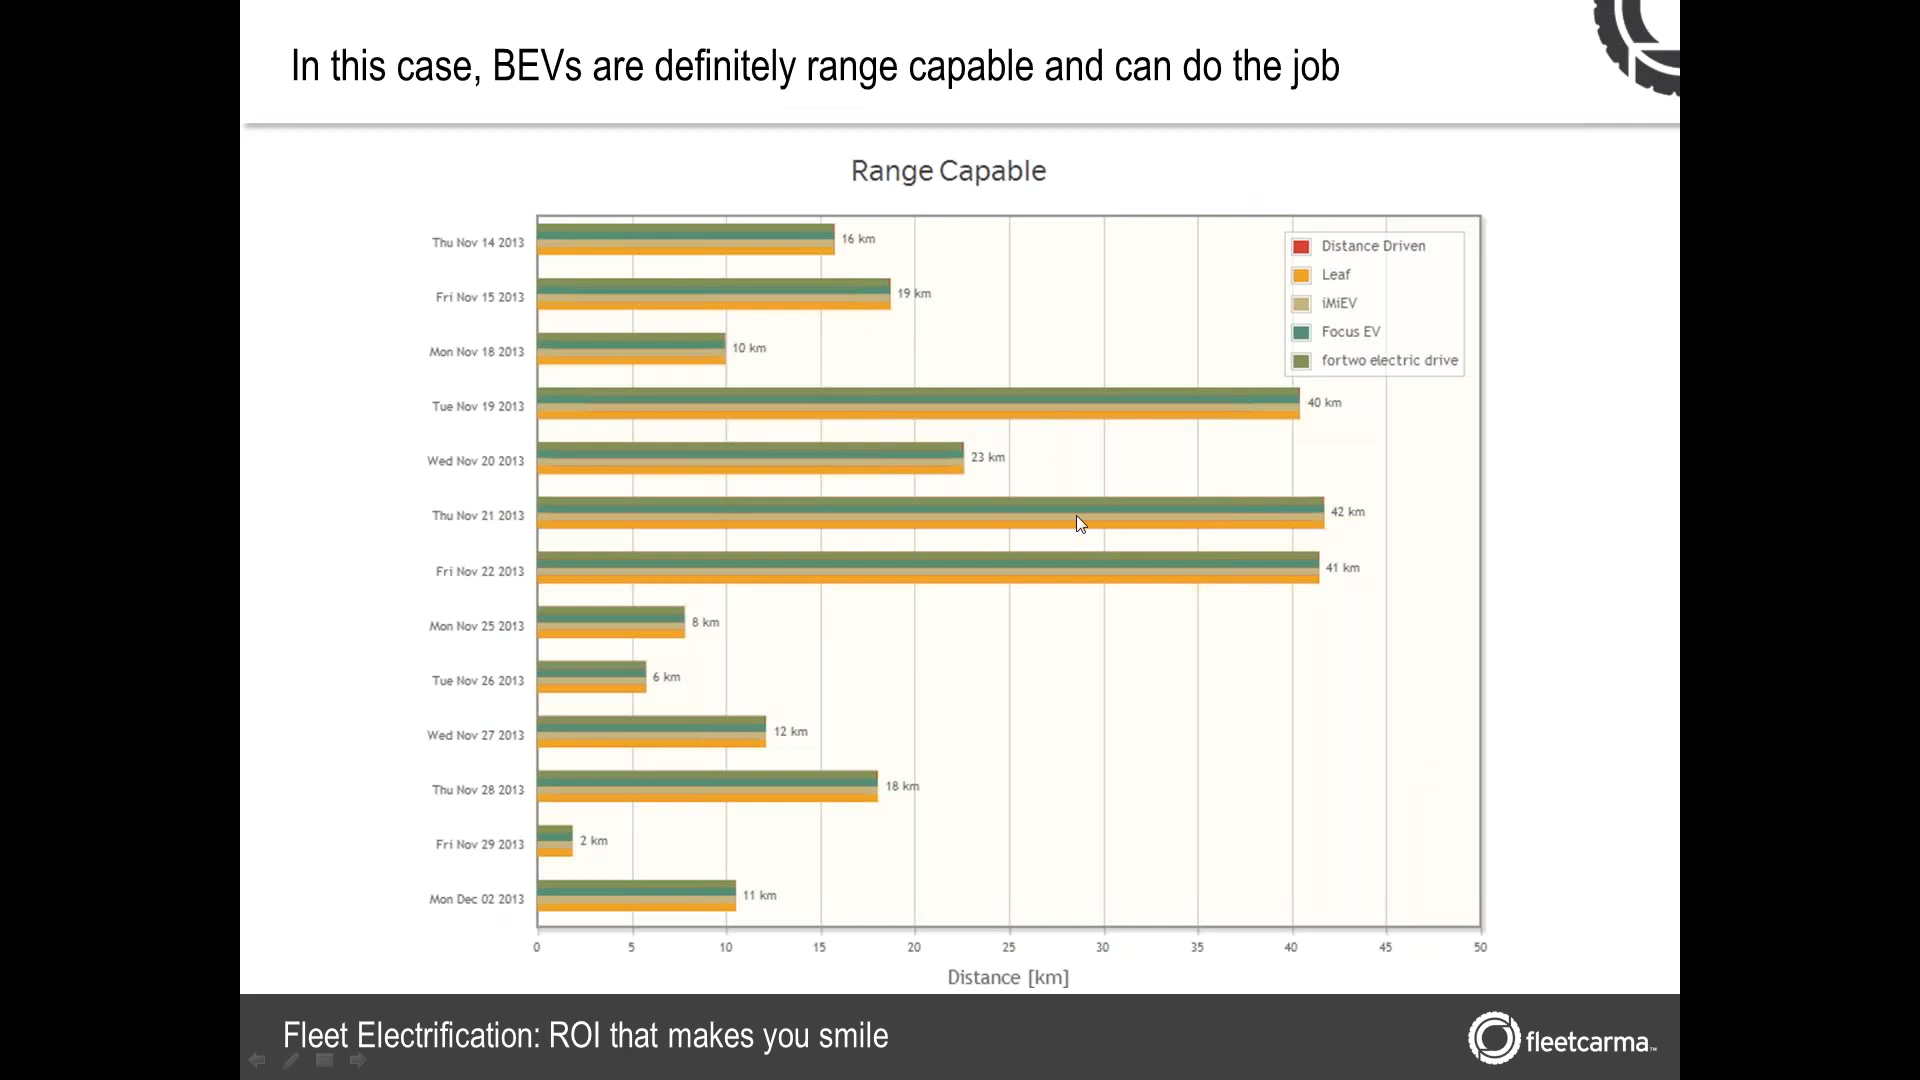 In this case, BEVs are definitely range capable and can do the job
Range Capable
Thu Nov 14 2013
16 km
Fri Nov 15 2013
19 km
Mon Nov 18 2013
10 km
Tue Nov 19 2013
40 km
Wed Nov 20 2013
23 km
Thu Nov 21 2013
42 km
Fri Nov 22 2013
41 km
Mon Nov 25 2013
8 km
Tue Nov 26 2013
6 km
Wed Nov 27 2013
12 km
Thu Nov 28 2013
18 km
Fri Nov 29 2013
2 km
Mon Dec 02 2013
11 km
Distance Driven
Leaf
iMiEV
Focus EV
fortwo electric drive
0 5 10 15 20 25 30 35 40 45 50
Distance [km]
Fleet Electrification: ROI that makes you smile
fleetcarma™